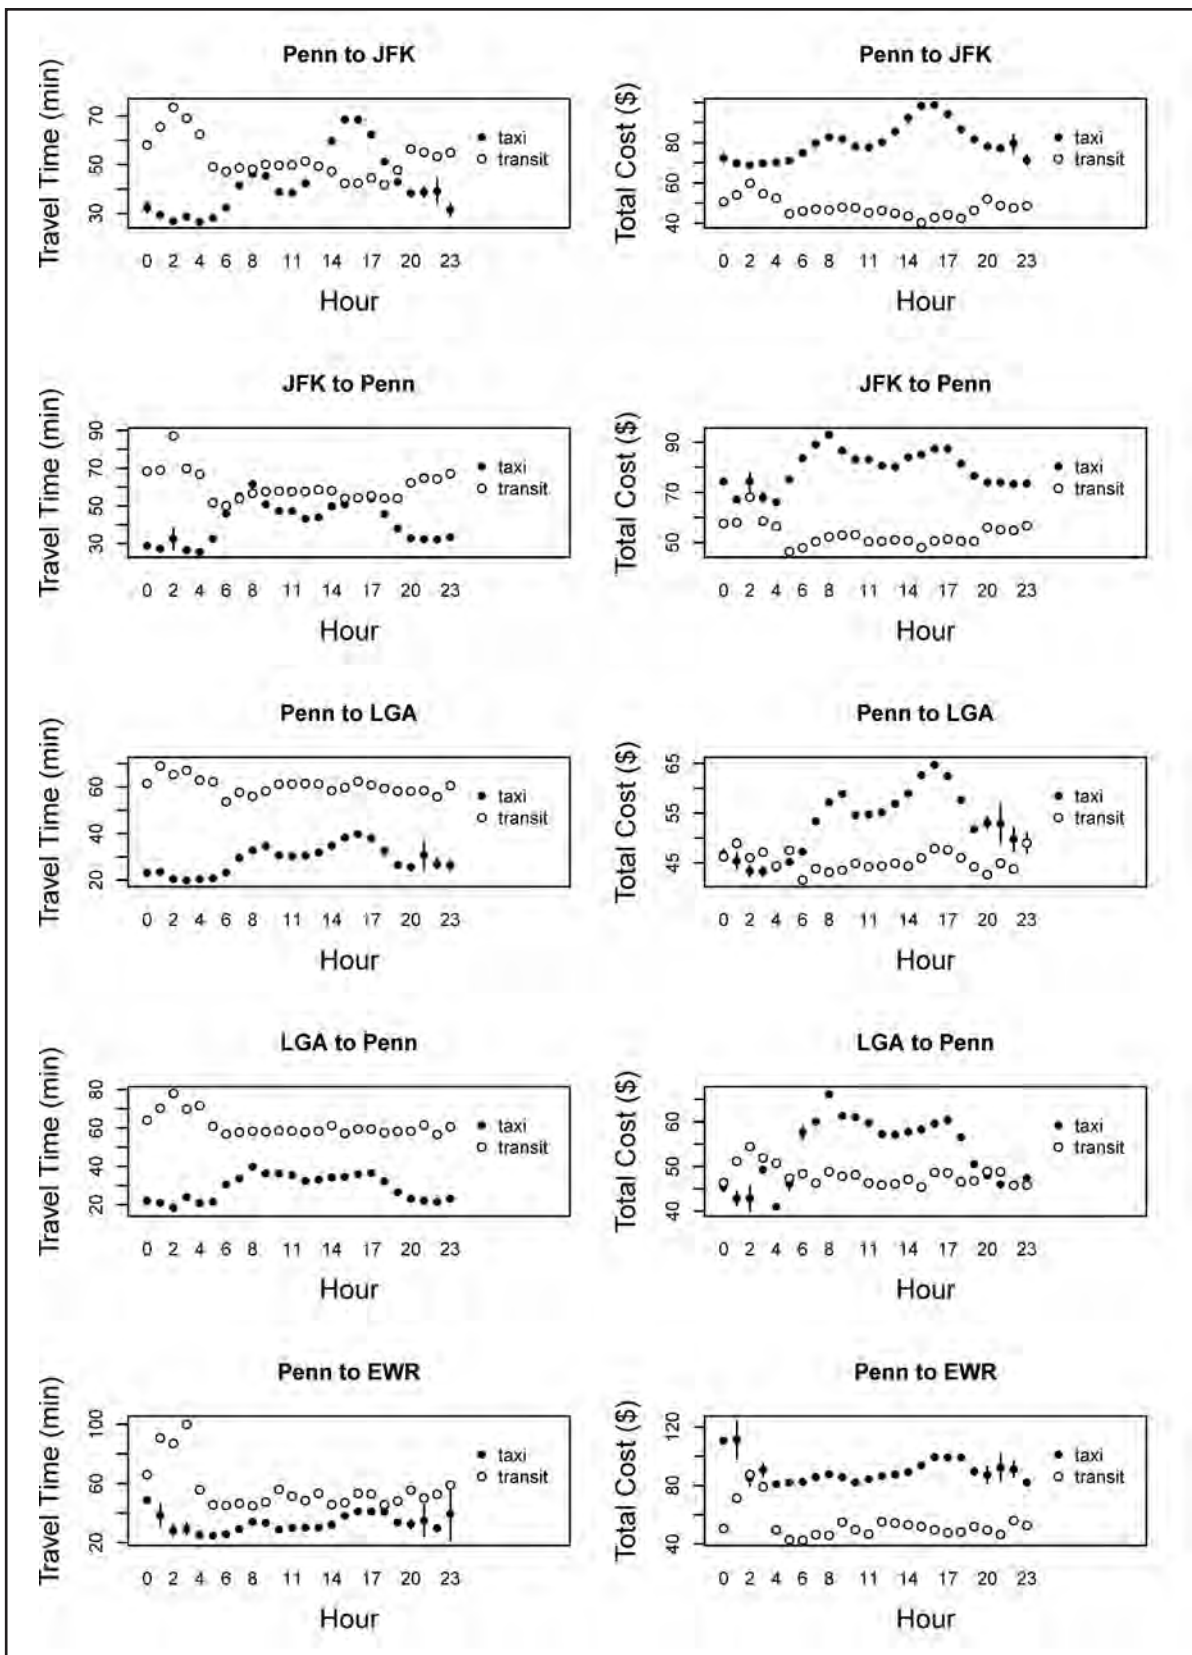 Penn to JFK
Travel Time (min)
30 50 70
taxi
transit
0 2 4 6 8 11 14 17 20 23
Hour
Penn to JFK
Total Cost ($)
40 60 80
taxi
transit
0 2 4 6 8 11 14 17 20 23
Hour
JFK to Penn
Travel Time (min)
30 50 70 90
taxi
transit
0 2 4 6 8 11 14 17 20 23
Hour
JFK to Penn
Total Cost ($)
50 70 90
taxi
transit
0 2 4 6 8 11 14 17 20 23
Hour
Penn to LGA
Travel Time (min)
20 40 60
taxi
transit
0 2 4 6 8 11 14 17 20 23
Hour
Penn to LGA
Total Cost ($)
45 55 65
taxi
transit
0 2 4 6 8 11 14 17 20 23
Hour
LGA to Penn
Travel Time (min)
20 40 60 80
taxi
transit
0 2 4 6 8 11 14 17 20 23
Hour
LGA to Penn
Total Cost ($)
40 50 60
taxi
transit
0 2 4 6 8 11 14 17 20 23
Hour
Penn to EWR
Travel Time (min)
20 60 100
taxi
transit
0 2 4 6 8 11 14 17 20 23
Hour
Penn to EWR
Total Cost ($)
40 80 120
taxi
transit
0 2 4 6 8 11 14 17 20 23
Hour